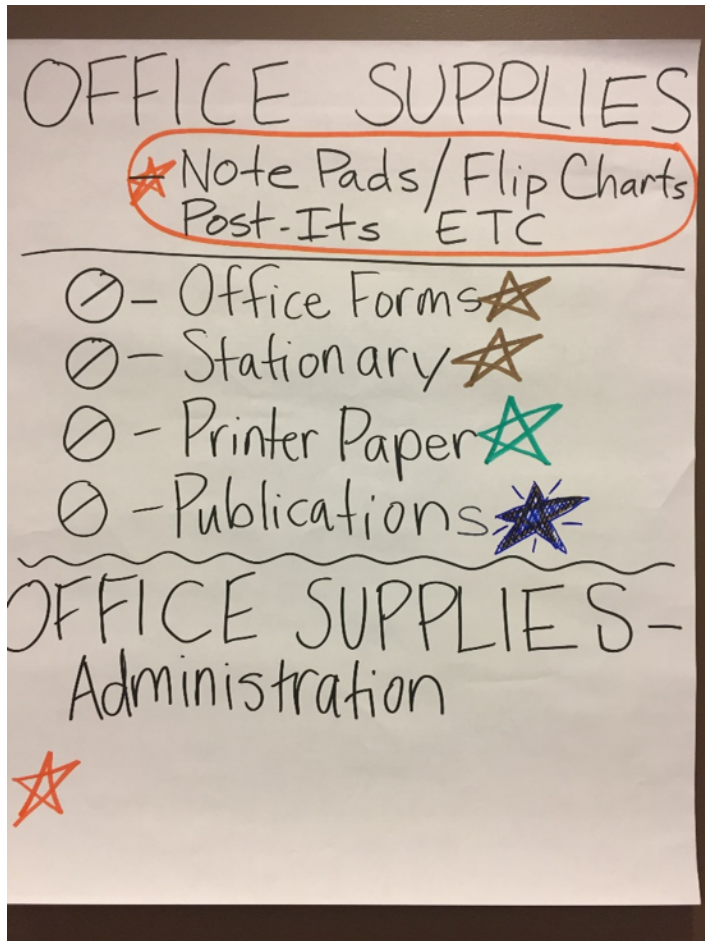 OFFICE SUPPLIES
- Note Pads/Flip Charts
Post-Its ETC
- Office Forms
- Stationary
- Printer Paper
- Publications
OFFICE SUPPLIES-
Administration